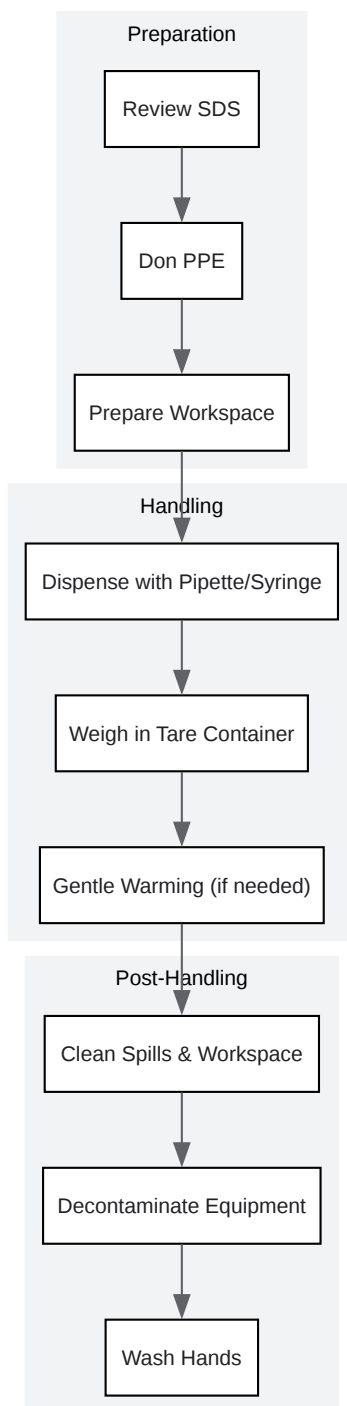 Preparation
Review SDS
Don PPE
Prepare Workspace
Handling
Dispense with Pipette/Syringe
Weigh in Tare Container
Gentle Warming (if needed)
Post-Handling
Clean Spills & Workspace
Decontaminate Equipment
Wash Hands